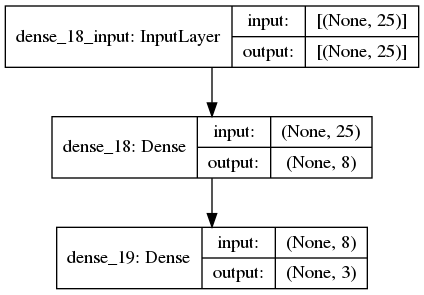 dense_18_input: InputLayer
input: [(None, 25)]
output: [(None, 25)]
dense_18: Dense
input: (None, 25)
output: (None, 8)
dense_19: Dense
input: (None, 8)
output: (None, 3)